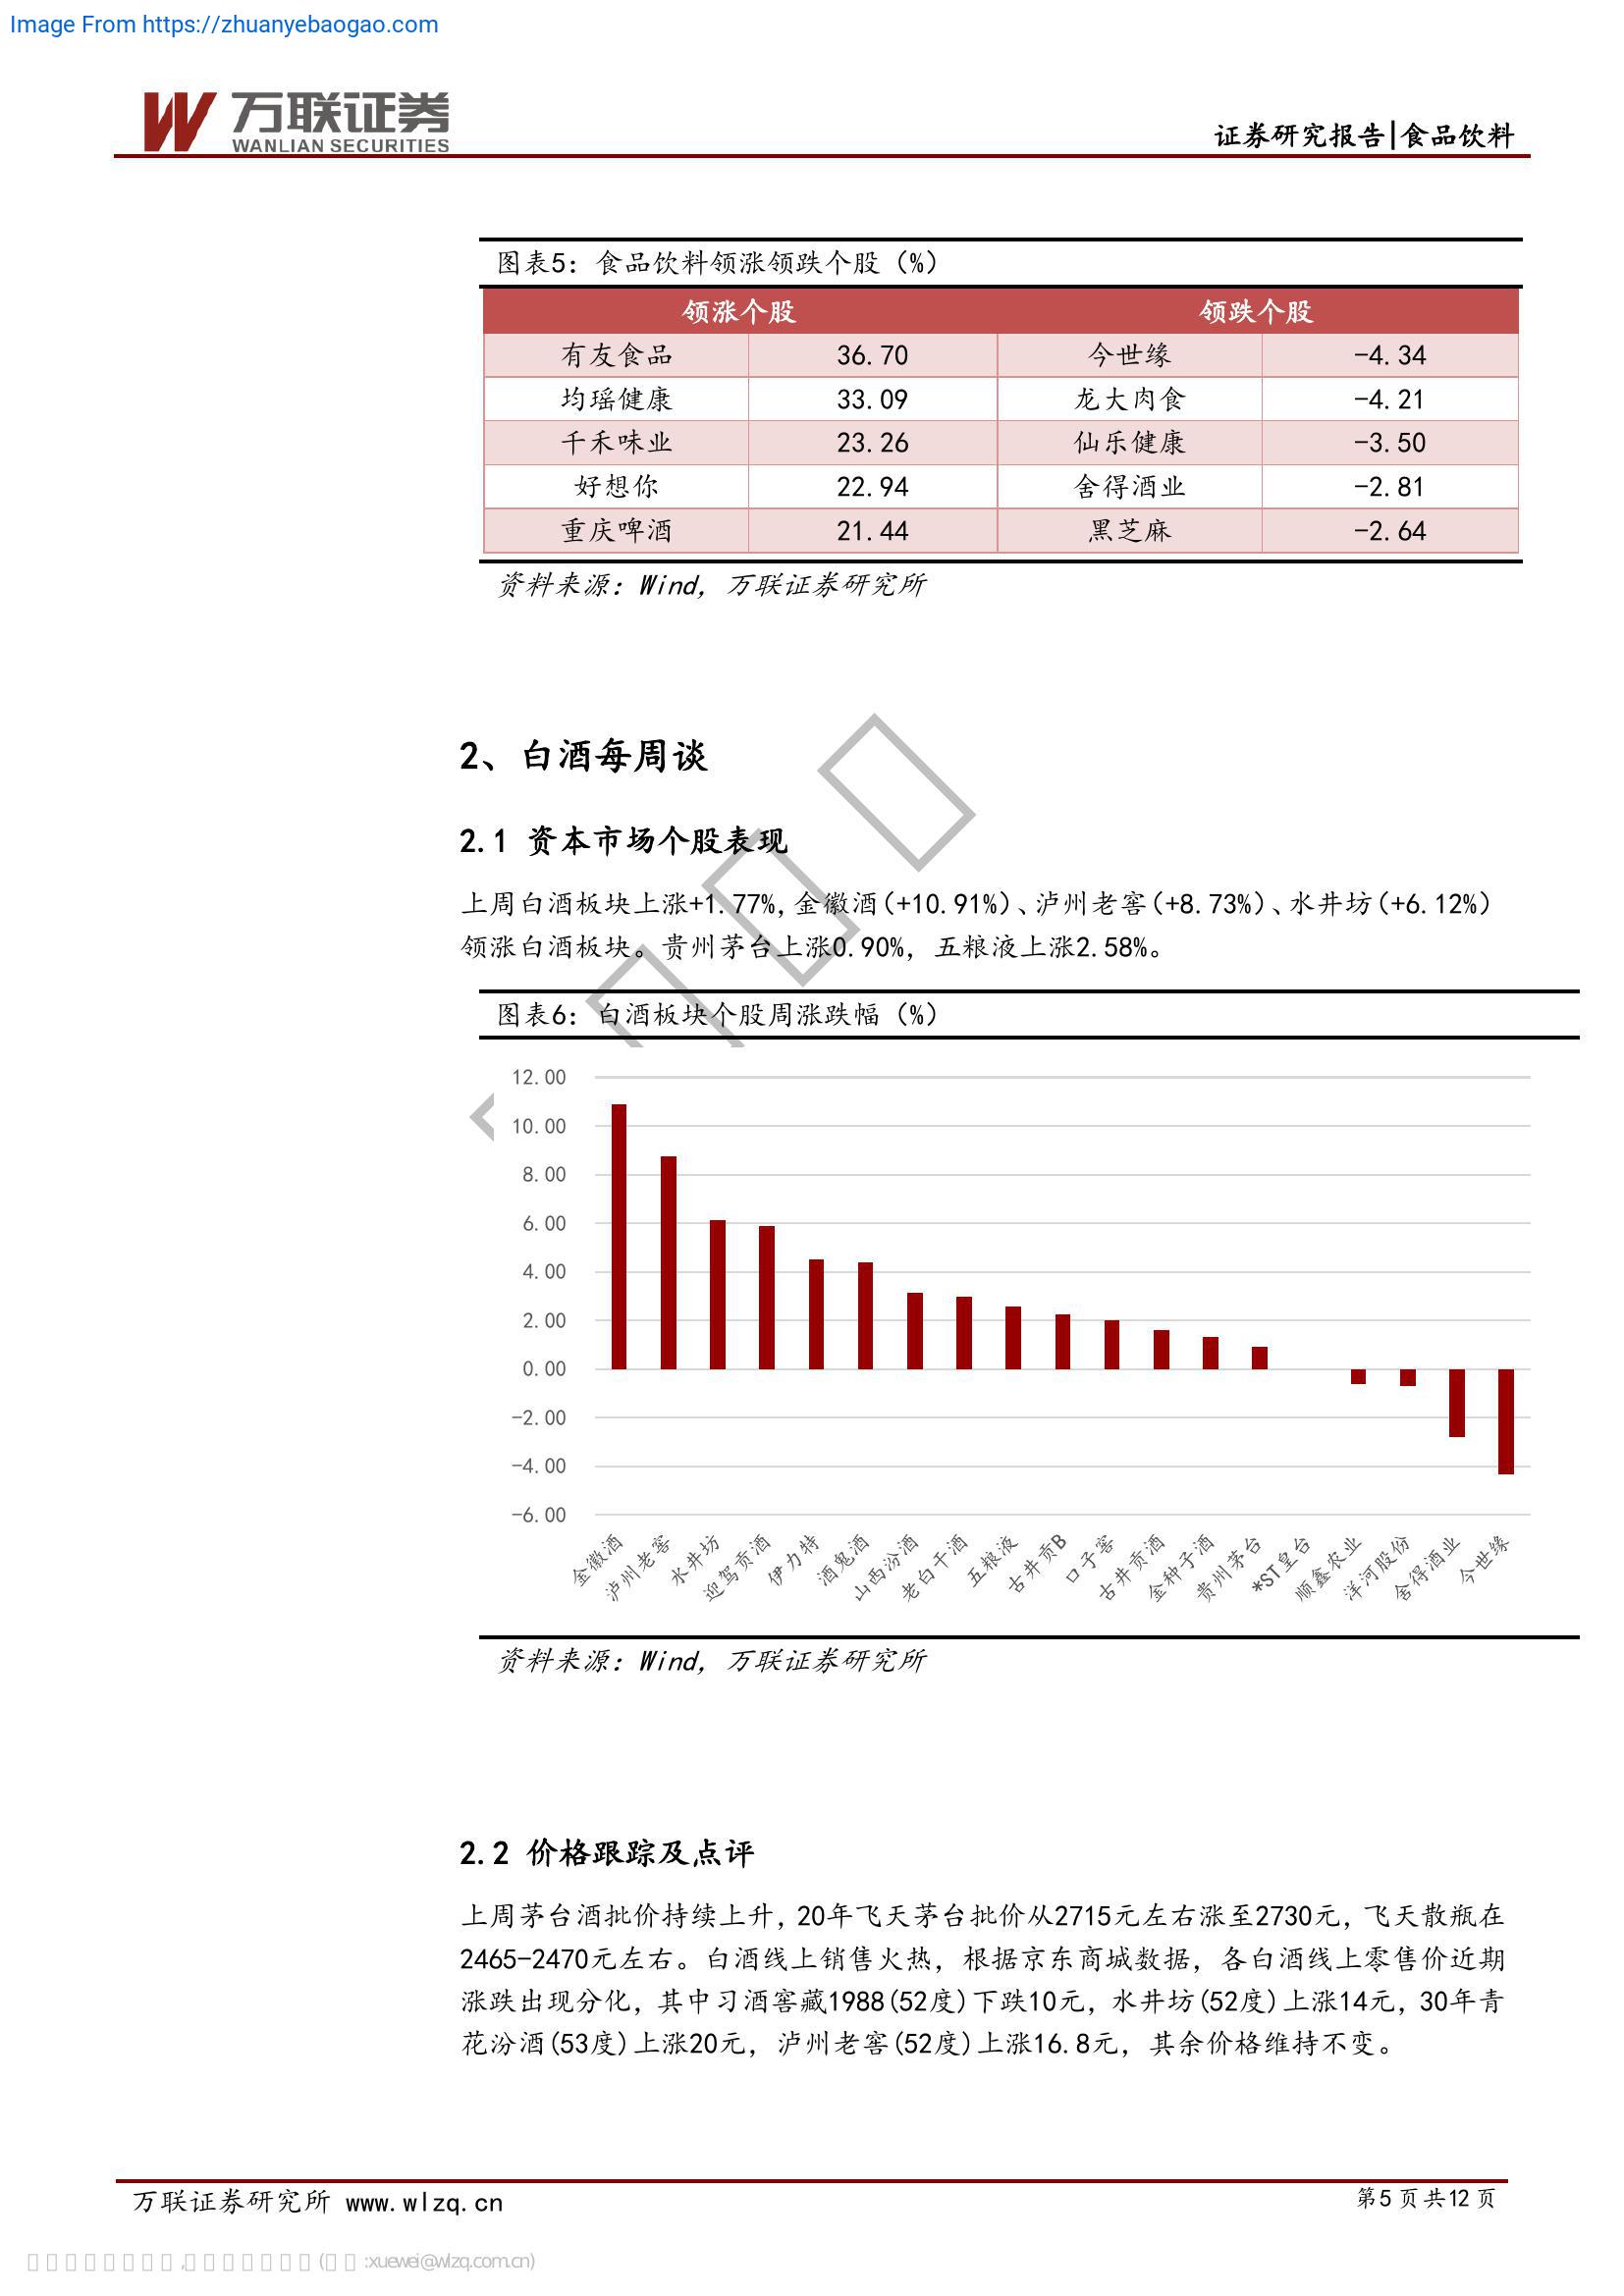 Image From https://zhuanyebaogao.com
万联证券
WANLIAN SECURITIES
证券研究报告|食品饮料
图表5：食品饮料领涨领跌个股（%）
领涨个股 领跌个股
有友食品 36.70 今世缘 -4.34
均瑶健康 33.09 龙大肉食 -4.21
千禾味业 23.26 仙乐健康 -3.50
好想你 22.94 舍得酒业 -2.81
重庆啤酒 21.44 黑芝麻 -2.64
资料来源：Wind，万联证券研究所
2、白酒每周谈
2.1 资本市场个股表现
上周白酒板块上涨+1.77%，金徽酒（+10.91%）、泸州老窖（+8.73%）、水井坊（+6.12%）
领涨白酒板块。贵州茅台上涨0.90%，五粮液上涨2.58%。
图表6：白酒板块个股周涨跌幅（%）
12.00
10.00
8.00
6.00
4.00
2.00
0.00
-2.00
-4.00
-6.00
金徽酒 泸州老窖 水井坊 迎驾贡酒 伊力特 酒鬼酒 山西汾酒 老白干酒 五粮液 古井贡B 口子窖 古井贡酒 金种子酒 贵州茅台 *ST皇台 顺鑫农业 洋河股份 舍得酒业 今世缘
资料来源：Wind，万联证券研究所
2.2 价格跟踪及点评
上周茅台酒批价持续上升，20年飞天茅台批价从2715元左右涨至2730元，飞天散瓶在
2465-2470元左右。白酒线上销售火热，根据京东商城数据，各白酒线上零售价近期
涨跌出现分化，其中习酒窖藏1988(52度)下跌10元，水井坊(52度)上涨14元，30年青
花汾酒(53度)上涨20元，泸州老窖(52度)上涨16.8元，其余价格维持不变。
万联证券研究所 www.wlzq.cn
第5页共12页
:xuewei@wlzq.com.cn)